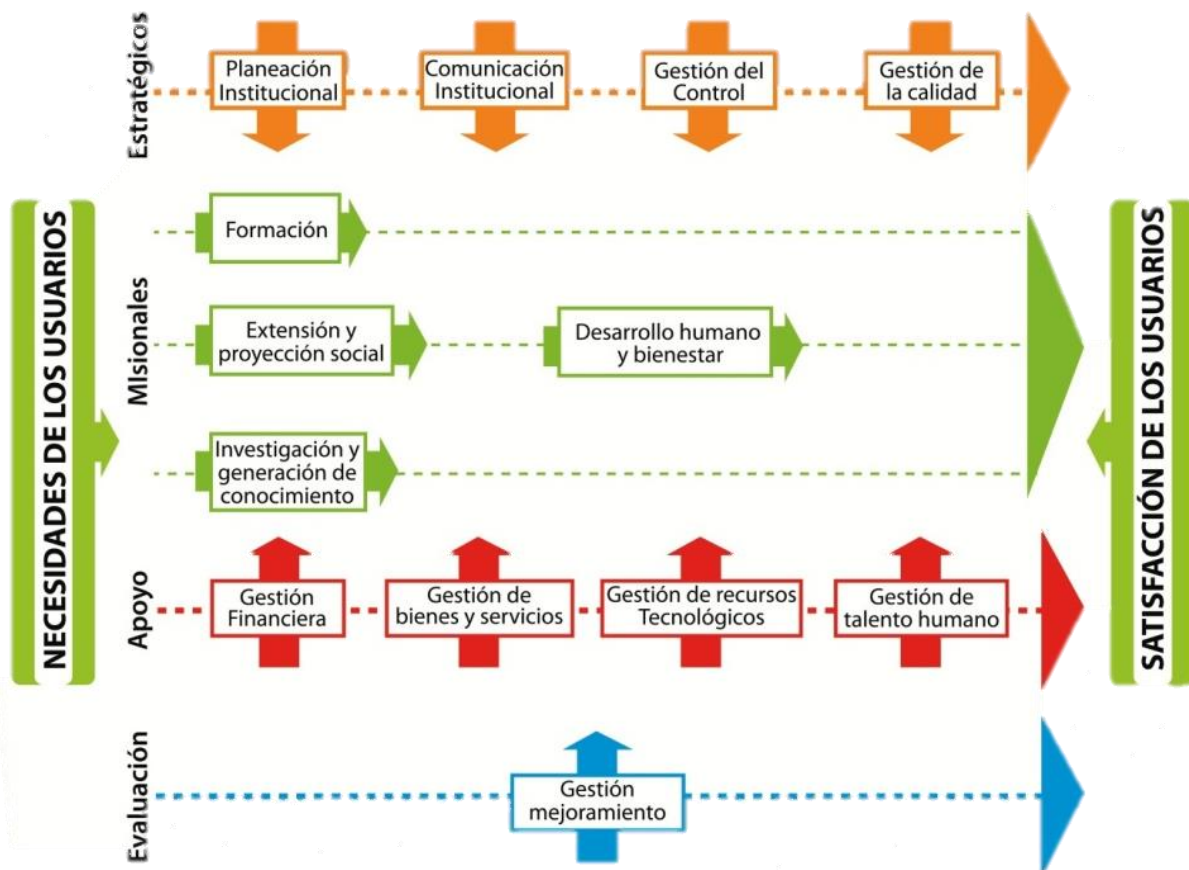 Estratégicos
Planeación
Institucional
Comunicación
Institucional
Gestión del
Control
Gestión de
la calidad
NECESIDADES DE LOS USUARIOS
MIsionales
Formación
Extensión y
proyección social
Desarrollo humano
y bienestar
Investigación y
generación de
conocimiento
SATISFACCIÓN DE LOS USUARIOS
Apoyo
Gestión
Financiera
Gestión de
bienes y servicios
Gestión de recursos
Tecnológicos
Gestión de
talento humano
Evaluación
Gestión
mejoramiento